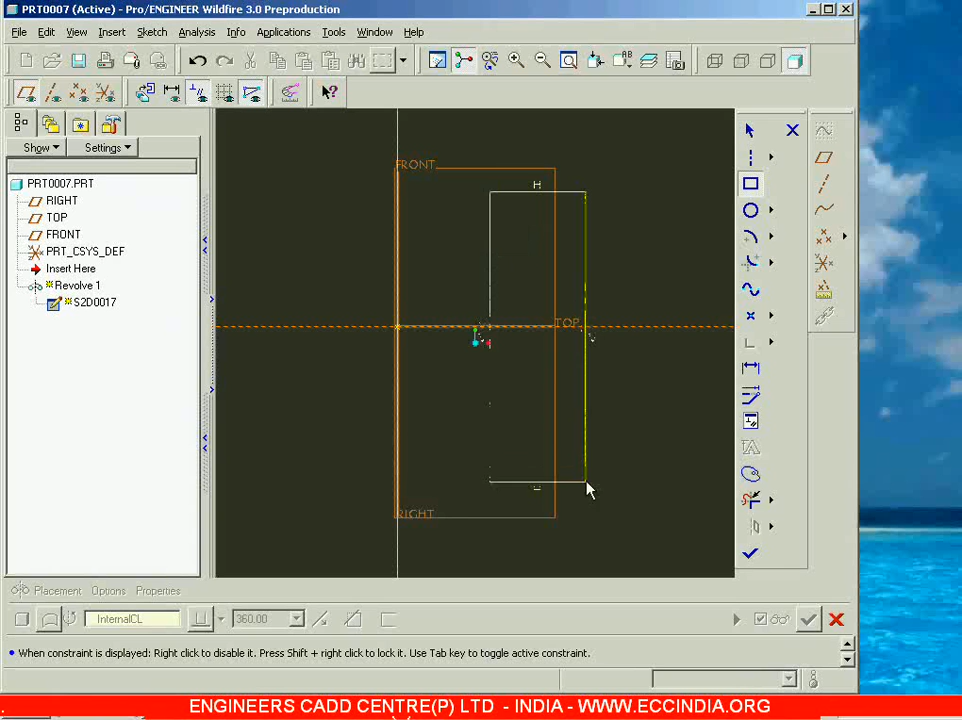 PRT0007 (Active) - Pro/ENGINEER Wildfire 3.0 Preproduction
File Edit View Insert Sketch Analysis Info Applications Tools Window Help
Show Settings
PRT0007.PRT
RIGHT
TOP
FRONT
PRT_CSYS_DEF
Insert Here
Revolve 1
S2D0017
FRONT
H
TOP
RIGHT
Placement Options Properties
InternalCL
360.00
When constraint is displayed: Right click to disable it. Press Shift + right click to lock it. Use Tab key to toggle active constraint.
ENGINEERS CADD CENTRE(P) LTD - INDIA - WWW.ECCINDIA.ORG